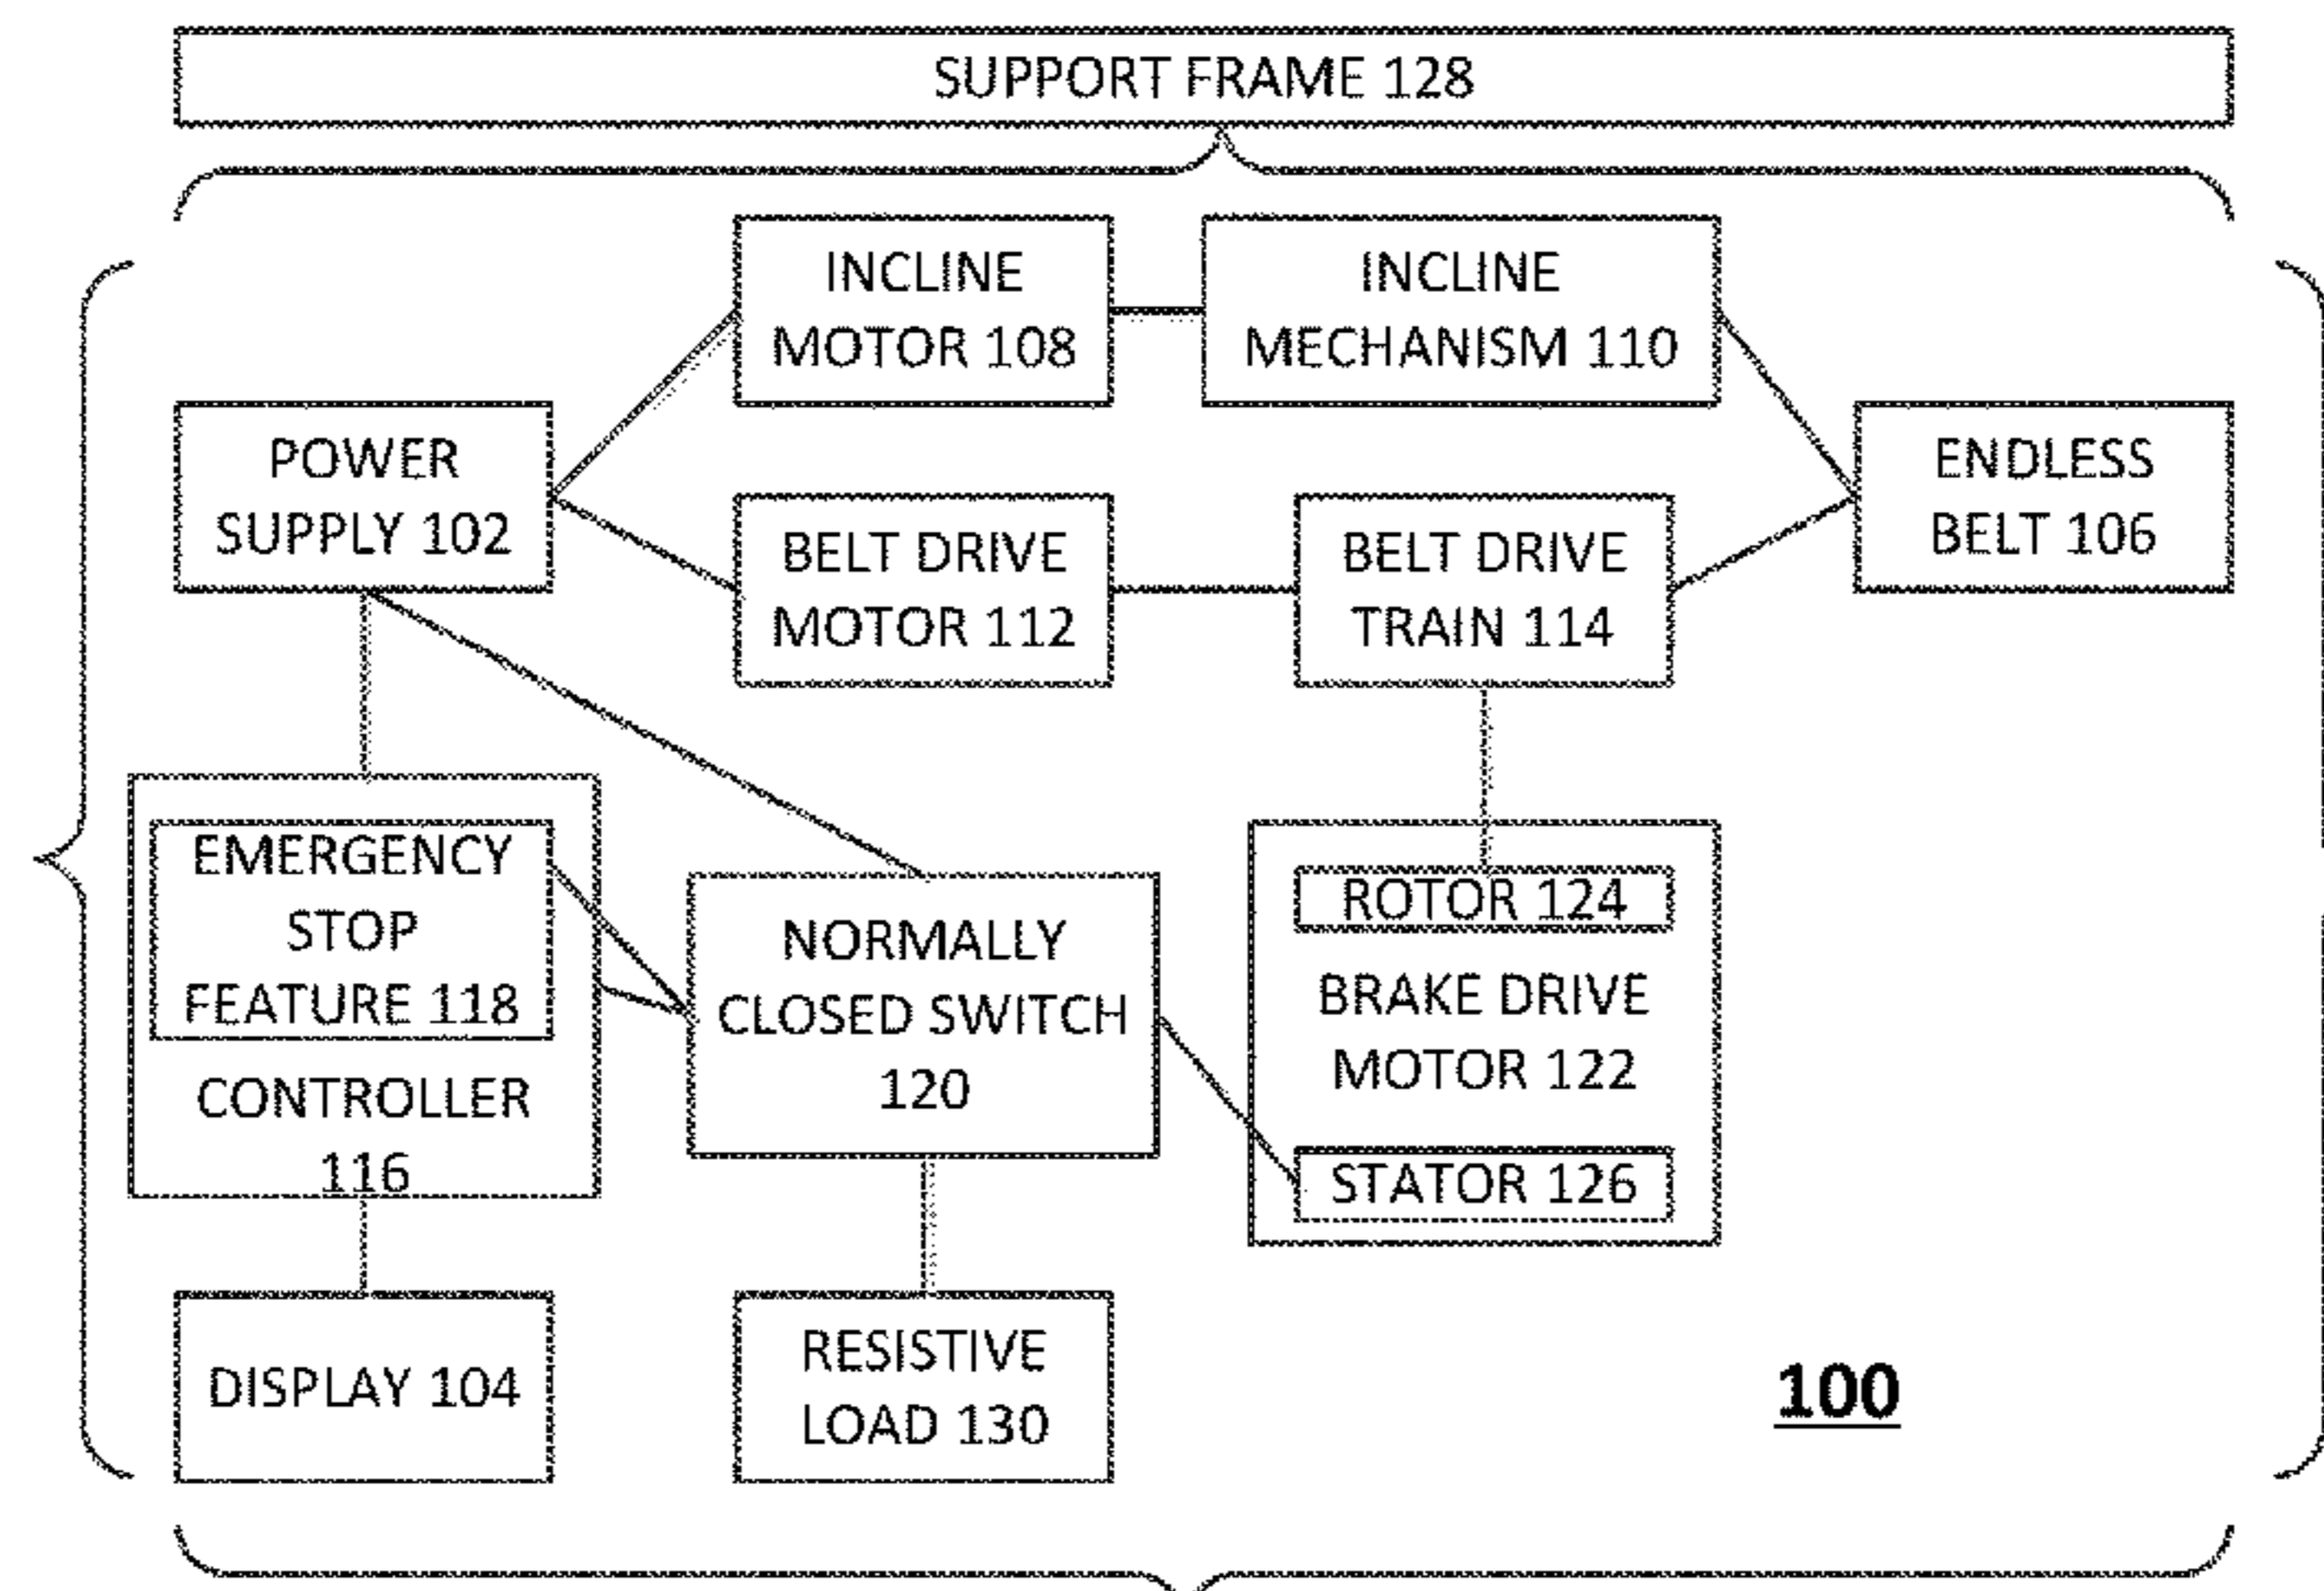 SUPPORT FRAME 128
INCLINE
MOTOR 108
INCLINE
MECHANISM 110
POWER
SUPPLY 102
BELT DRIVE
MOTOR 112
BELT DRIVE
TRAIN 114
ENDLESS
BELT 106
EMERGENCY
STOP
FEATURE 118
CONTROLLER
116
NORMALLY
CLOSED SWITCH
120
ROTOR 124
BRAKE DRIVE
MOTOR 122
STATOR 126
DISPLAY 104
RESISTIVE
LOAD 130
100